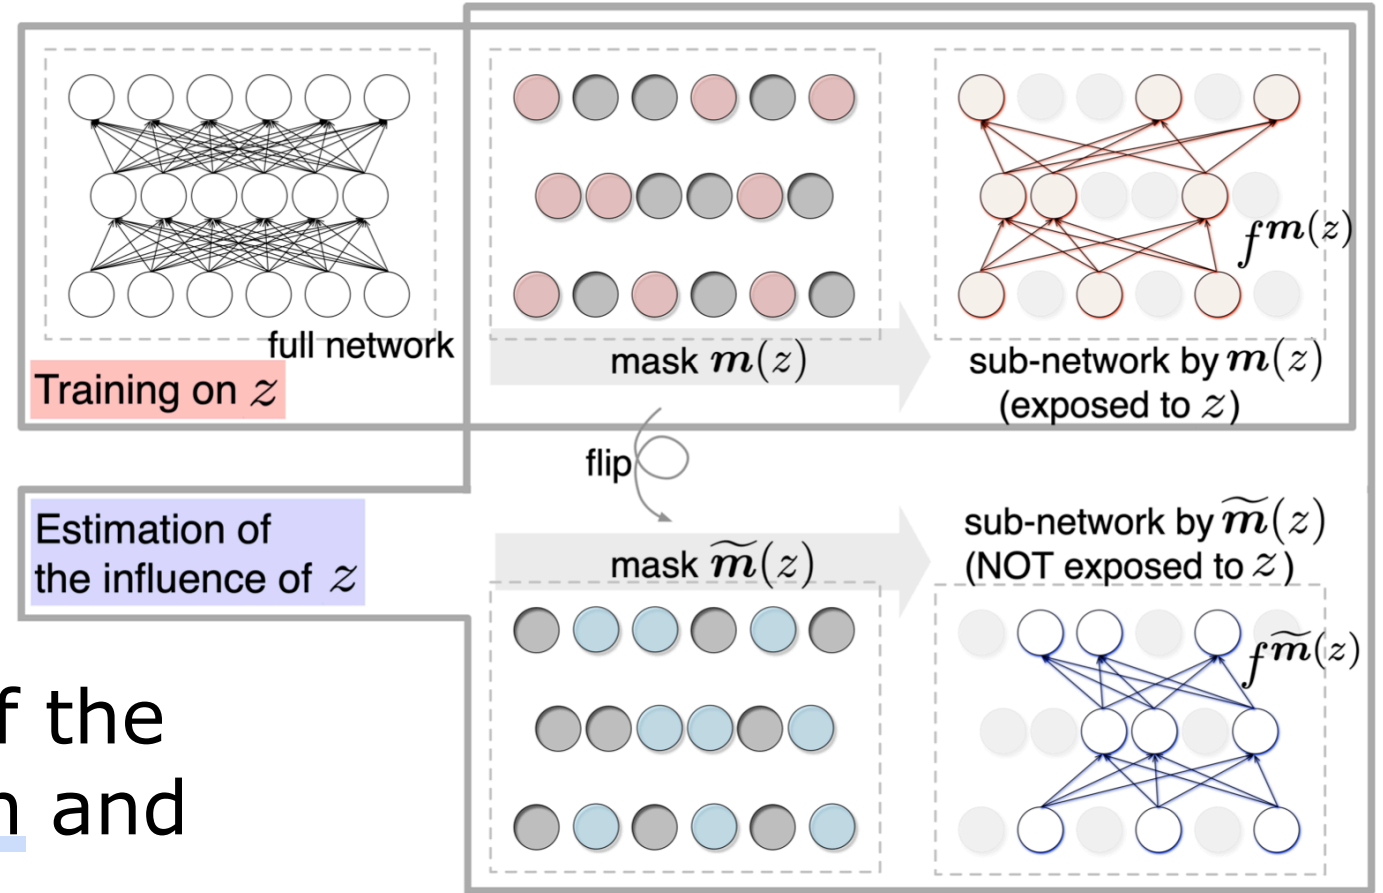 full network
Training on z
mask m(z)
f^m(z)
sub-network by m(z)
(exposed to z)
flip
Estimation of
the influence of z
mask m̃(z)
sub-network by m̃(z)
(NOT exposed to z)
f^m̃(z)
the
and